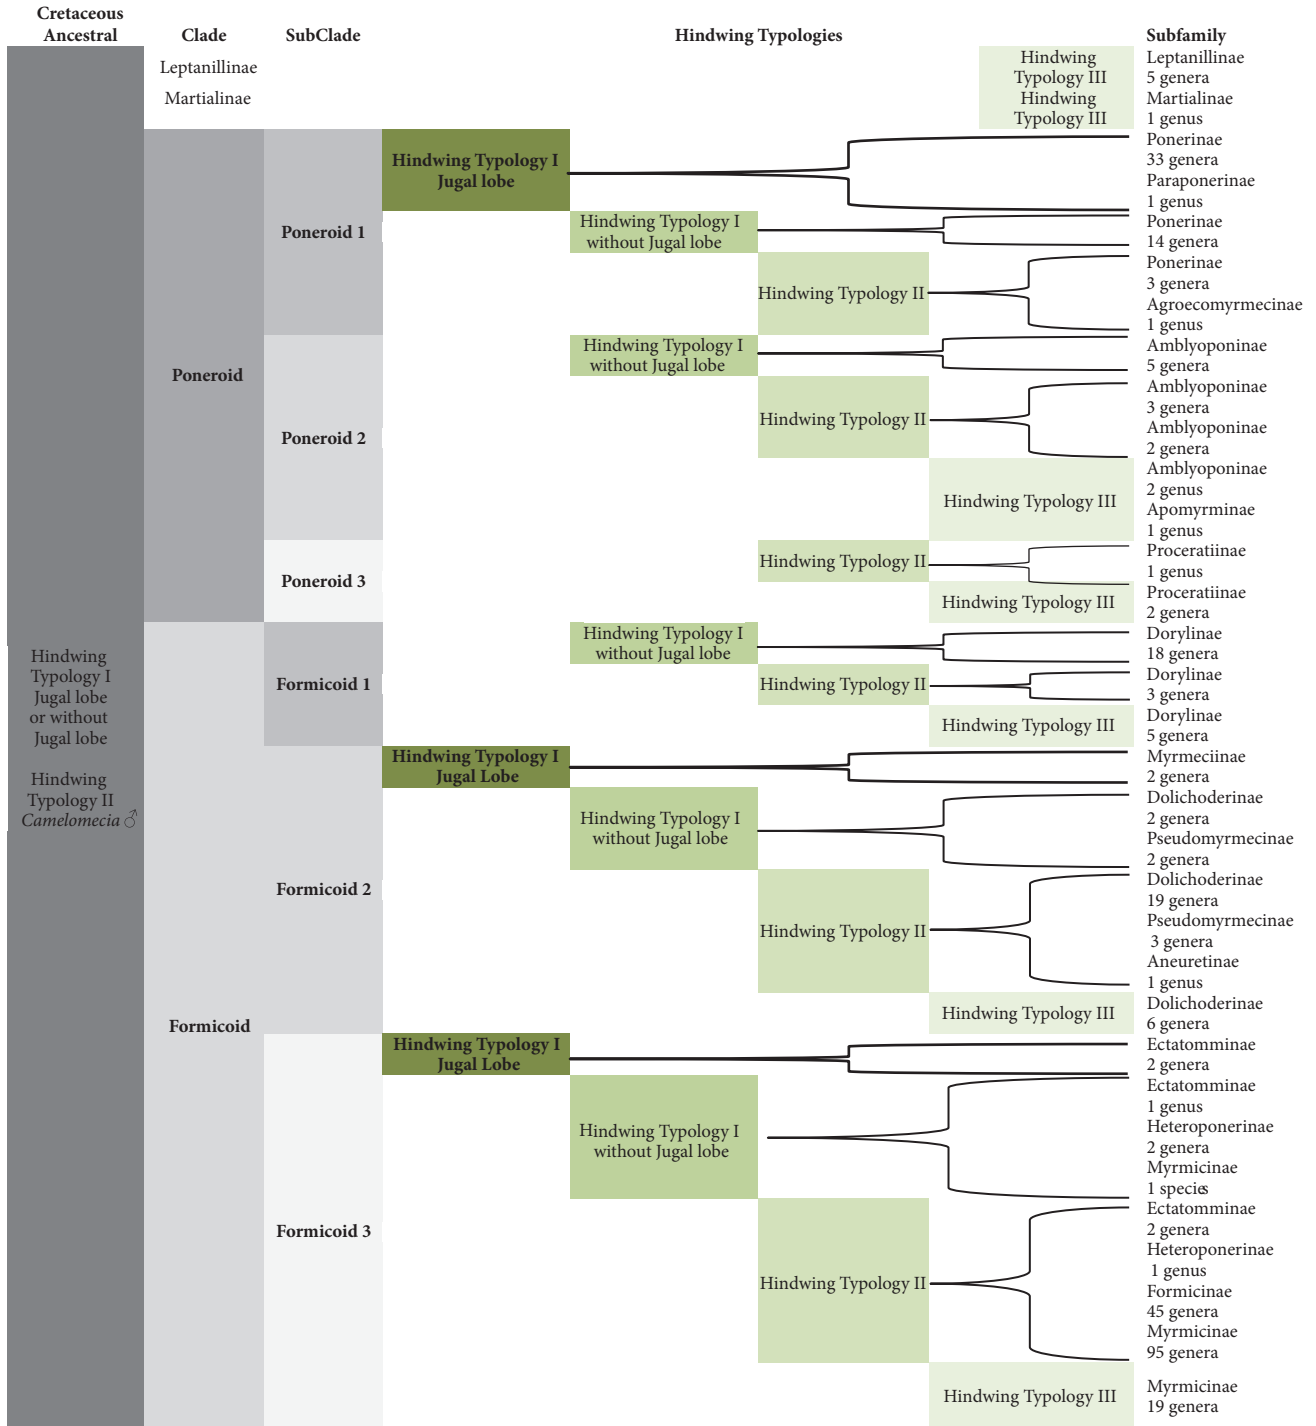 Cretaceous
Ancestral
Clade
SubClade
Hindwing Typologies
Subfamily
Hindwing
Typology I
Jugal lobe
or without
Jugal lobe
Hindwing
Typology II
Camelomecia ♂
Leptanillinae
Martialinae
Hindwing
Typology III
Hindwing
Typology III
Leptanillinae
5 genera
Martialinae
1 genus
Poneroid
Poneroid 1
Hindwing Typology I
Jugal lobe
Ponerinae
33 genera
Paraponerinae
1 genus
Hindwing Typology I
without Jugal lobe
Ponerinae
14 genera
Hindwing Typology II
Ponerinae
3 genera
Agroecomyrmecinae
1 genus
Poneroid 2
Hindwing Typology I
without Jugal lobe
Amblyoponinae
5 genera
Hindwing Typology II
Amblyoponinae
3 genera
Amblyoponinae
2 genera
Hindwing Typology III
Amblyoponinae
2 genus
Apomyrminae
1 genus
Poneroid 3
Hindwing Typology II
Proceratiinae
1 genus
Hindwing Typology III
Proceratiinae
2 genera
Formicoid
Formicoid 1
Hindwing Typology I
without Jugal lobe
Dorylinae
18 genera
Hindwing Typology II
Dorylinae
3 genera
Hindwing Typology III
Dorylinae
5 genera
Formicoid 2
Hindwing Typology I
Jugal Lobe
Myrmeciinae
2 genera
Hindwing Typology I
without Jugal lobe
Dolichoderinae
2 genera
Pseudomyrmecinae
2 genera
Hindwing Typology II
Dolichoderinae
19 genera
Pseudomyrmecinae
3 genera
Aneuretinae
1 genus
Hindwing Typology III
Dolichoderinae
6 genera
Formicoid 3
Hindwing Typology I
Jugal Lobe
Ectatomminae
2 genera
Hindwing Typology I
without Jugal lobe
Ectatomminae
1 genus
Heteroponerinae
2 genera
Myrmicinae
1 species
Hindwing Typology II
Ectatomminae
2 genera
Heteroponerinae
1 genus
Formicinae
45 genera
Myrmicinae
95 genera
Hindwing Typology III
Myrmicinae
19 genera